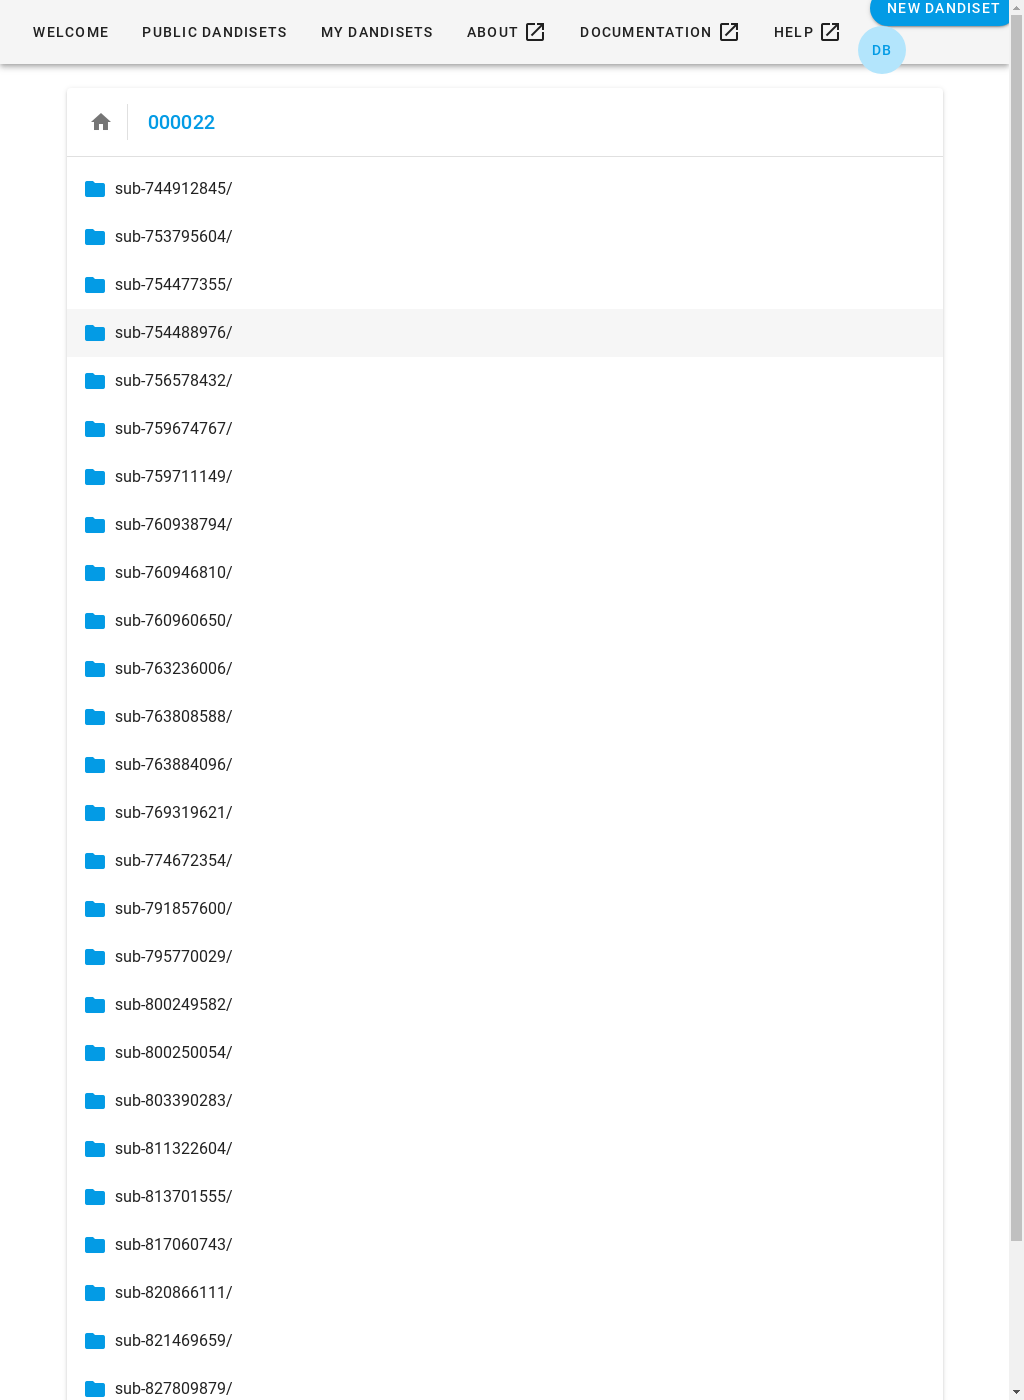 WELCOME PUBLIC DANDISETS MY DANDISETS ABOUT DOCUMENTATION HELP NEW DANDISET
DB
000022
sub-744912845/
sub-753795604/
sub-754477355/
sub-754488976/
sub-756578432/
sub-759674767/
sub-759711149/
sub-760938794/
sub-760946810/
sub-760960650/
sub-763236006/
sub-763808588/
sub-763884096/
sub-769319621/
sub-774672354/
sub-791857600/
sub-795770029/
sub-800249582/
sub-800250054/
sub-803390283/
sub-811322604/
sub-813701555/
sub-817060743/
sub-820866111/
sub-821469659/
sub-827809879/